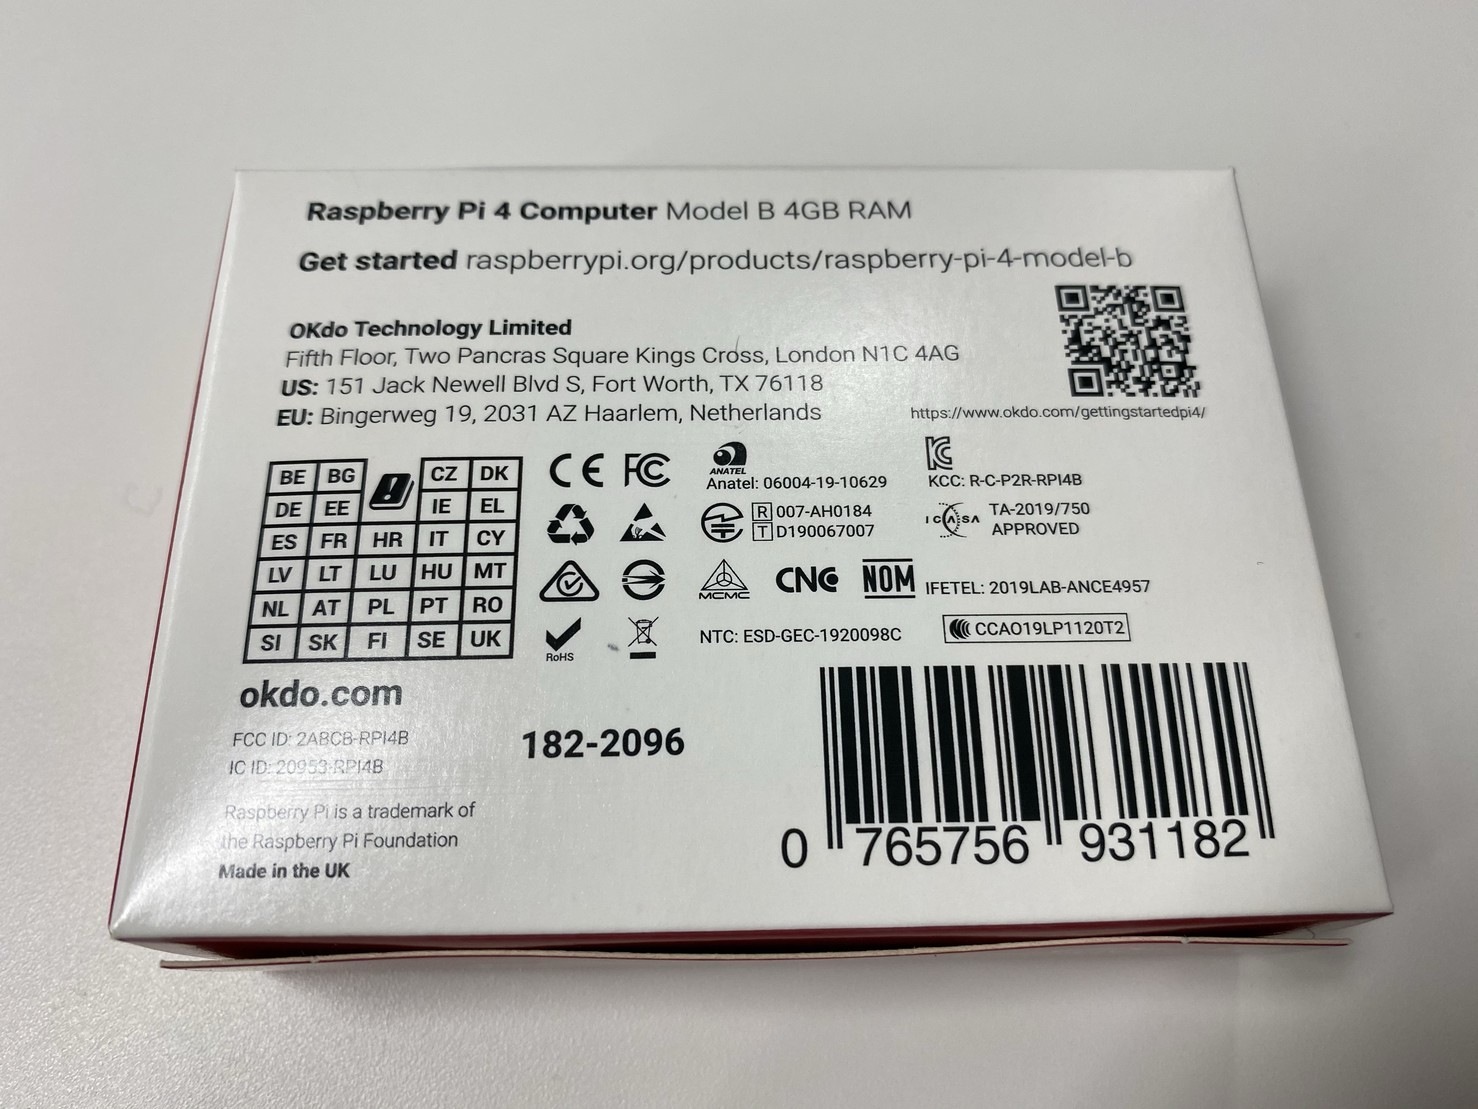 Raspberry Pi 4 Computer Model B 4GB RAM
Get started raspberrypi.org/products/raspberry-pi-4-model-b
OKdo Technology Limited
Fifth Floor, Two Pancras Square Kings Cross, London N1C 4AG
US: 151 Jack Newell Blvd S, Fort Worth, TX 76118
EU: Bingerweg 19, 2031 AZ Haarlem, Netherlands
https://www.okdo.com/gettingstartedpi4/
BE BG CZ DK
DE EE IE EL
ES FR HR IT CY
LV LT LU HU MT
NL AT PL PT RO
SI SK FI SE UK
CE FC
ANATEL
Anatel: 06004-19-10629
KCC: R-C-P2R-RPI4B
R 007-AH0184
T D190067007
ICASA TA-2019/750
APPROVED
MCMC CNC NOM IFETEL: 2019LAB-ANCE4957
RoHS
NTC: ESD-GEC-1920098C
CCAO19LP1120T2
okdo.com
FCC ID: 2ABCB-RPI4B
IC ID: 20953-RPI4B
182-2096
Raspberry Pi is a trademark of
the Raspberry Pi Foundation
Made in the UK
0 765756 931182